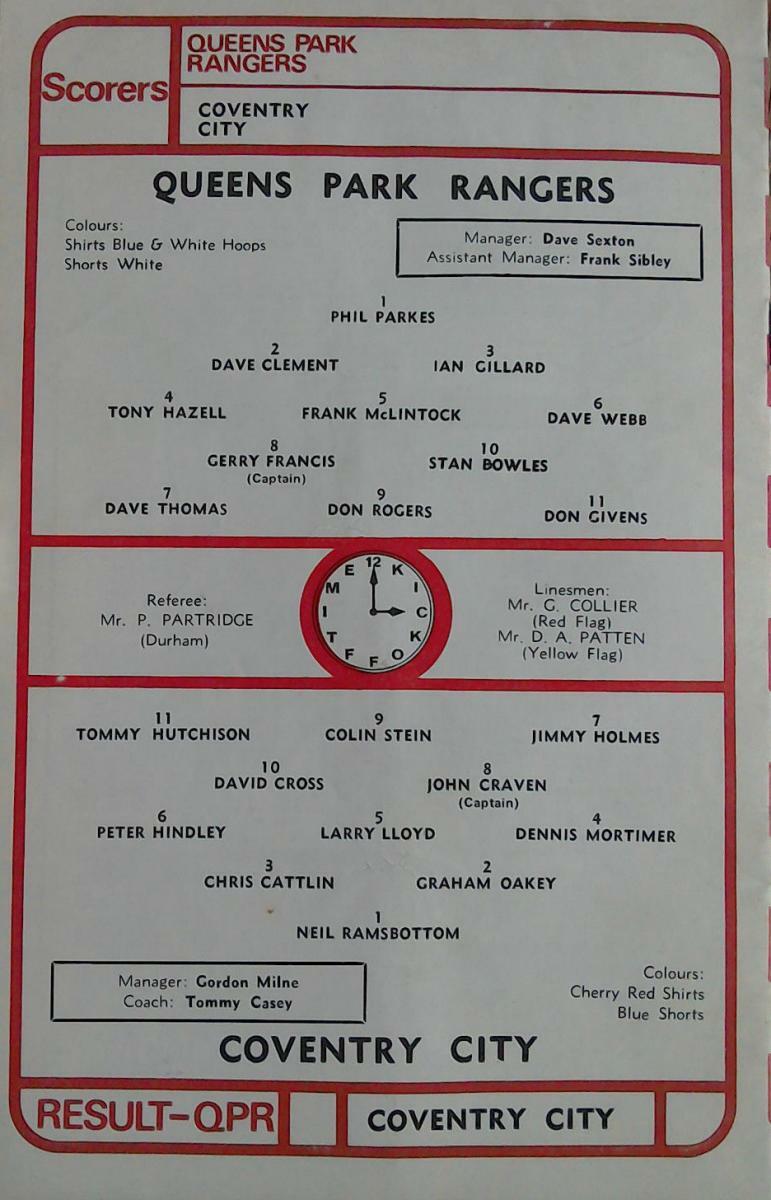 Scorers
QUEENS PARK
RANGERS
COVENTRY
CITY
QUEENS PARK RANGERS
Colours:
Shirts Blue & White Hoops
Shorts White
Manager: Dave Sexton
Assistant Manager: Frank Sibley
1
PHIL PARKES
2 3
DAVE CLEMENT IAN GILLARD
4 5 6
TONY HAZELL FRANK McLINTOCK DAVE WEBB
8 10
GERRY FRANCIS STAN BOWLES
(Captain)
7 9 11
DAVE THOMAS DON ROGERS DON GIVENS
Referee:
Mr. P. PARTRIDGE
(Durham)
12 KICK OFF TIME
Linesmen:
Mr. G. COLLIER
(Red Flag)
Mr. D. A. PATTEN
(Yellow Flag)
11 9 7
TOMMY HUTCHISON COLIN STEIN JIMMY HOLMES
10 8
DAVID CROSS JOHN CRAVEN
(Captain)
6 5 4
PETER HINDLEY LARRY LLOYD DENNIS MORTIMER
3 2
CHRIS CATTLIN GRAHAM OAKEY
1
NEIL RAMSBOTTOM
Manager: Gordon Milne
Coach: Tommy Casey
Colours:
Cherry Red Shirts
Blue Shorts
COVENTRY CITY
RESULT-QPR COVENTRY CITY